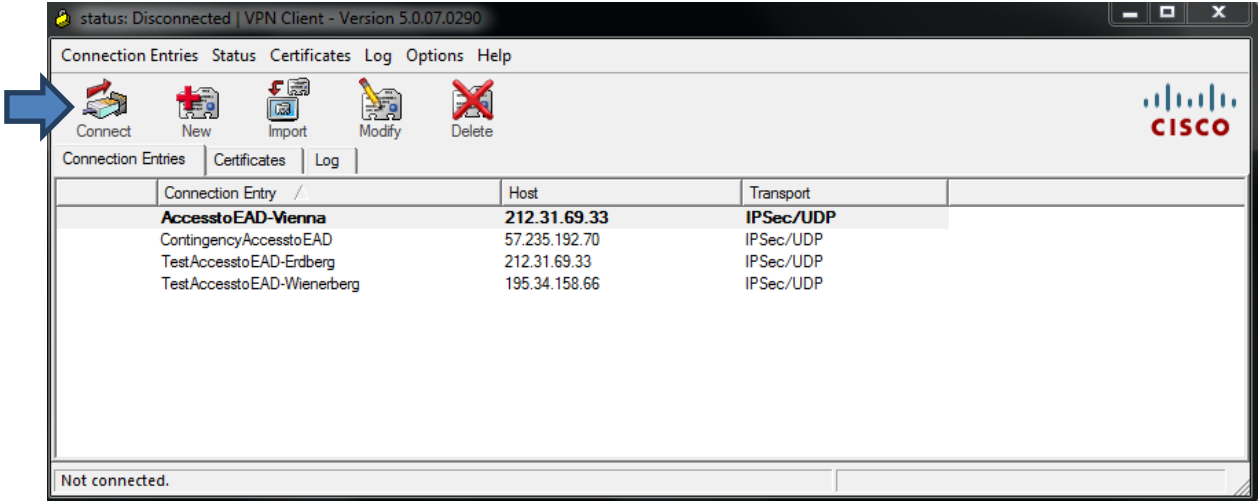 status: Disconnected | VPN Client - Version 5.0.07.0290
Connection Entries Status Certificates Log Options Help
Connect New Import Modify Delete
CISCO
Connection Entries Certificates Log
Connection Entry Host Transport
AccesstoEAD-Vienna 212.31.69.33 IPSec/UDP
ContingencyAccesstoEAD 57.235.192.70 IPSec/UDP
TestAccesstoEAD-Erdberg 212.31.69.33 IPSec/UDP
TestAccesstoEAD-Wienerberg 195.34.158.66 IPSec/UDP
Not connected.